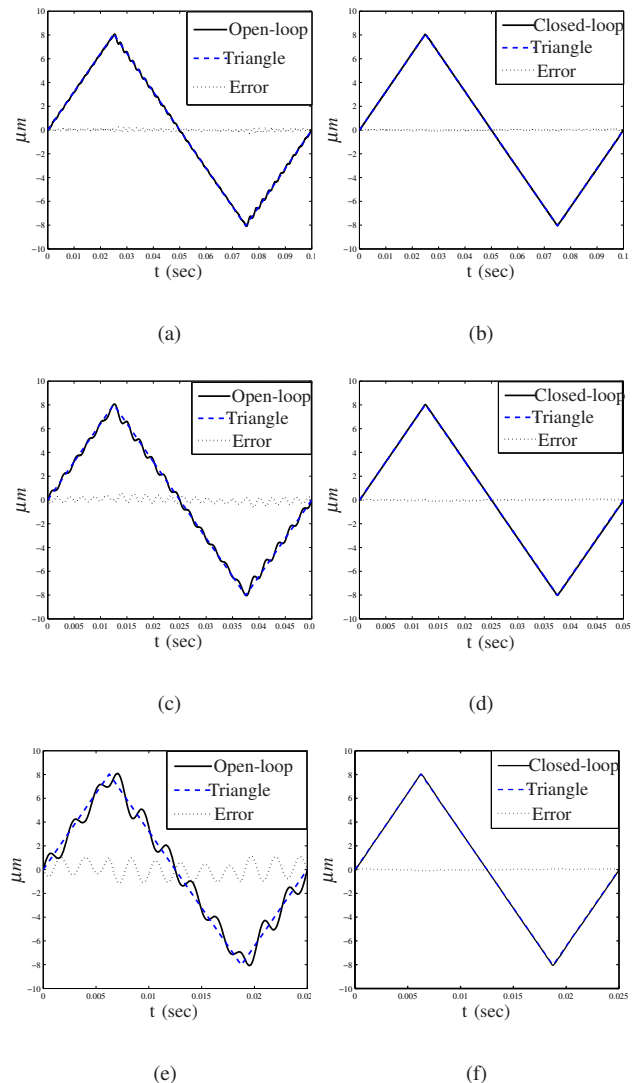 10
8
6
4
2
0
−2
−4
−6
−8
−10
μm
Open-loop
Triangle
Error
0 0.01 0.02 0.03 0.04 0.05 0.06 0.07 0.08 0.09 0.1
t (sec)
(a)
10
8
6
4
2
0
−2
−4
−6
−8
−10
μm
Closed-loop
Triangle
Error
0 0.01 0.02 0.03 0.04 0.05 0.06 0.07 0.08 0.09 0.1
t (sec)
(b)
10
8
6
4
2
0
−2
−4
−6
−8
−10
μm
Open-loop
Triangle
Error
0 0.005 0.01 0.015 0.02 0.025 0.03 0.035 0.04 0.045 0.0
t (sec)
(c)
10
8
6
4
2
0
−2
−4
−6
−8
−10
μm
Closed-loop
Triangle
Error
0 0.005 0.01 0.015 0.02 0.025 0.03 0.035 0.04 0.045 0.05
t (sec)
(d)
10
8
6
4
2
0
−2
−4
−6
−8
−10
μm
Open-loop
Triangle
Error
0 0.005 0.01 0.015 0.02 0.02
t (sec)
(e)
10
8
6
4
2
0
−2
−4
−6
−8
−10
μm
Closed-loop
Triangle
Error
0 0.005 0.01 0.015 0.02 0.025
t (sec)
(f)